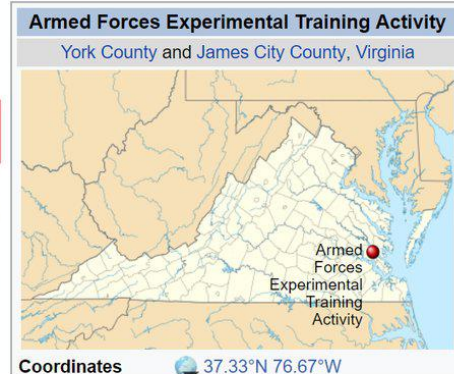 Armed Forces Experimental Training Activity
York County and James City County, Virginia
Armed
Forces
Experimental
Training
Activity
Coordinates 37.33°N 76.67°W